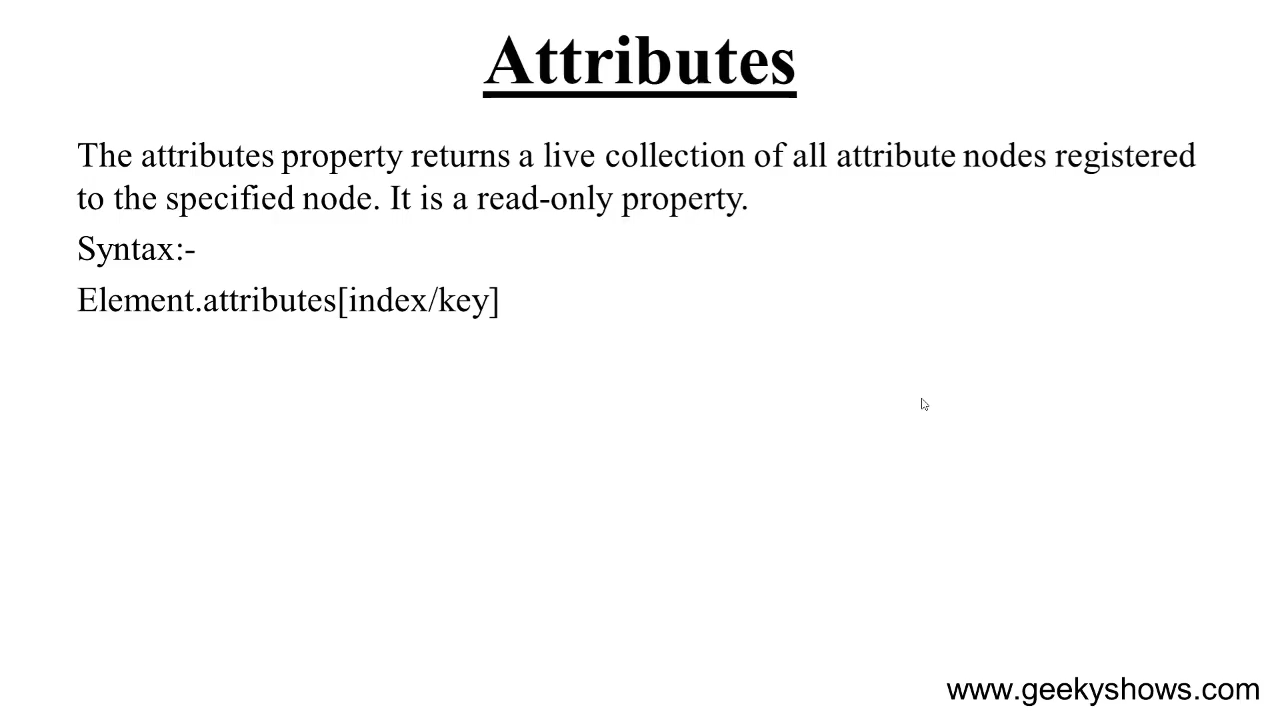 Attributes
The attributes property returns a live collection of all attribute nodes registered
to the specified node. It is a read-only property.
Syntax:-
Element.attributes[index/key]
www.geekyshows.com